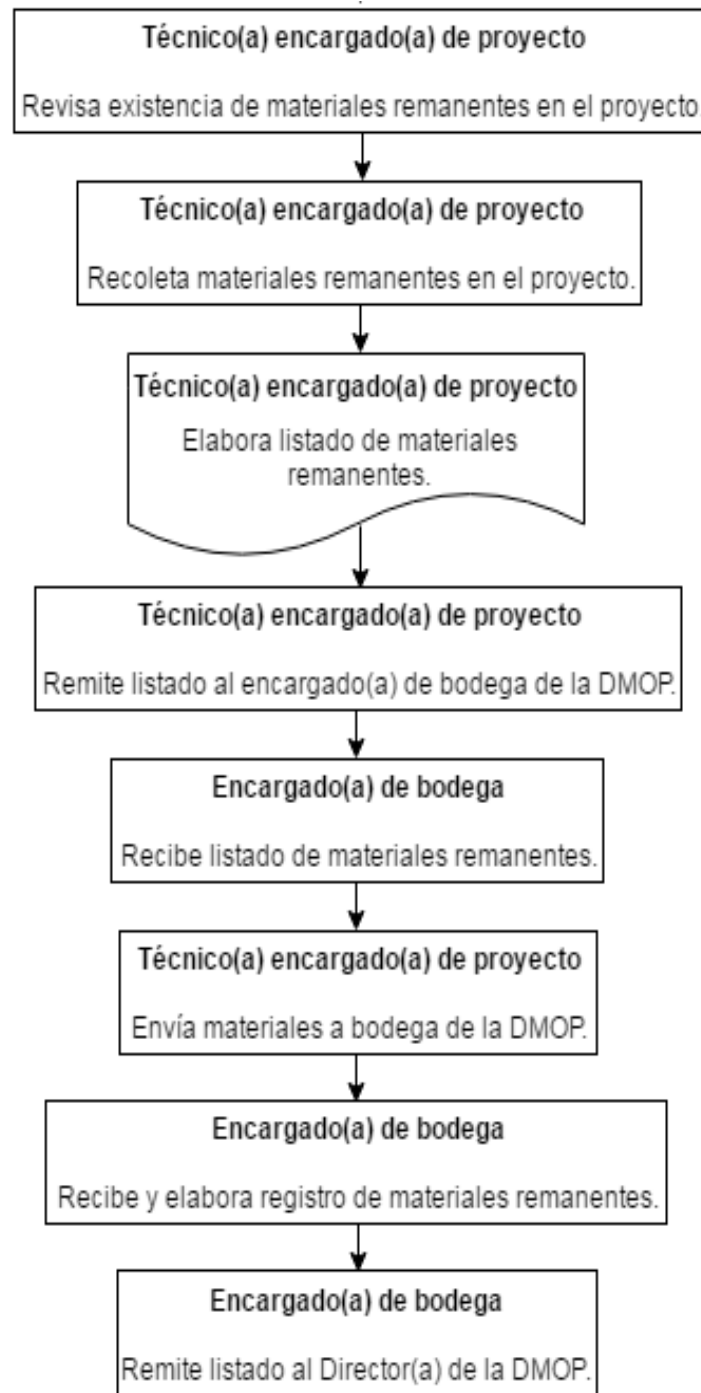 Técnico(a) encargado(a) de proyecto
Revisa existencia de materiales remanentes en el proyecto.
Técnico(a) encargado(a) de proyecto
Recoleta materiales remanentes en el proyecto.
Técnico(a) encargado(a) de proyecto
Elabora listado de materiales
remanentes.
Técnico(a) encargado(a) de proyecto
Remite listado al encargado(a) de bodega de la DMOP.
Encargado(a) de bodega
Recibe listado de materiales remanentes.
Técnico(a) encargado(a) de proyecto
Envía materiales a bodega de la DMOP.
Encargado(a) de bodega
Recibe y elabora registro de materiales remanentes.
Encargado(a) de bodega
Remite listado al Director(a) de la DMOP.